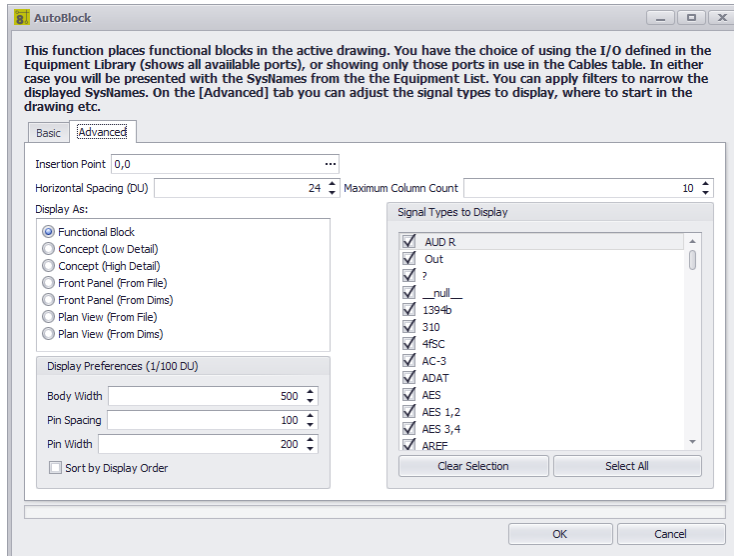 AutoBlock
This function places functional blocks in the active drawing. You have the choice of using the I/O defined in the
Equipment Library (shows all avaiilable ports), or showing only those ports in use in the Cables table. In either
case you will be presented with the SysNames from the the Equipment List. You can apply filters to narrow the
displayed SysNames. On the [Advanced] tab you can adjust the signal types to display, where to start in the
drawing etc.
Basic Advanced
Insertion Point 0,0 ...
Horizontal Spacing (DU) 24 Maximum Column Count 10
Display As:
Functional Block
Concept (Low Detail)
Concept (High Detail)
Front Panel (From File)
Front Panel (From Dims)
Plan View (From File)
Plan View (From Dims)
Display Preferences (1/100 DU)
Body Width 500
Pin Spacing 100
Pin Width 200
Sort by Display Order
Signal Types to Display
AUD R
Out
?
__null__
1394b
310
4fSC
AC-3
ADAT
AES
AES 1,2
AES 3,4
AREF
Clear Selection Select All
OK Cancel